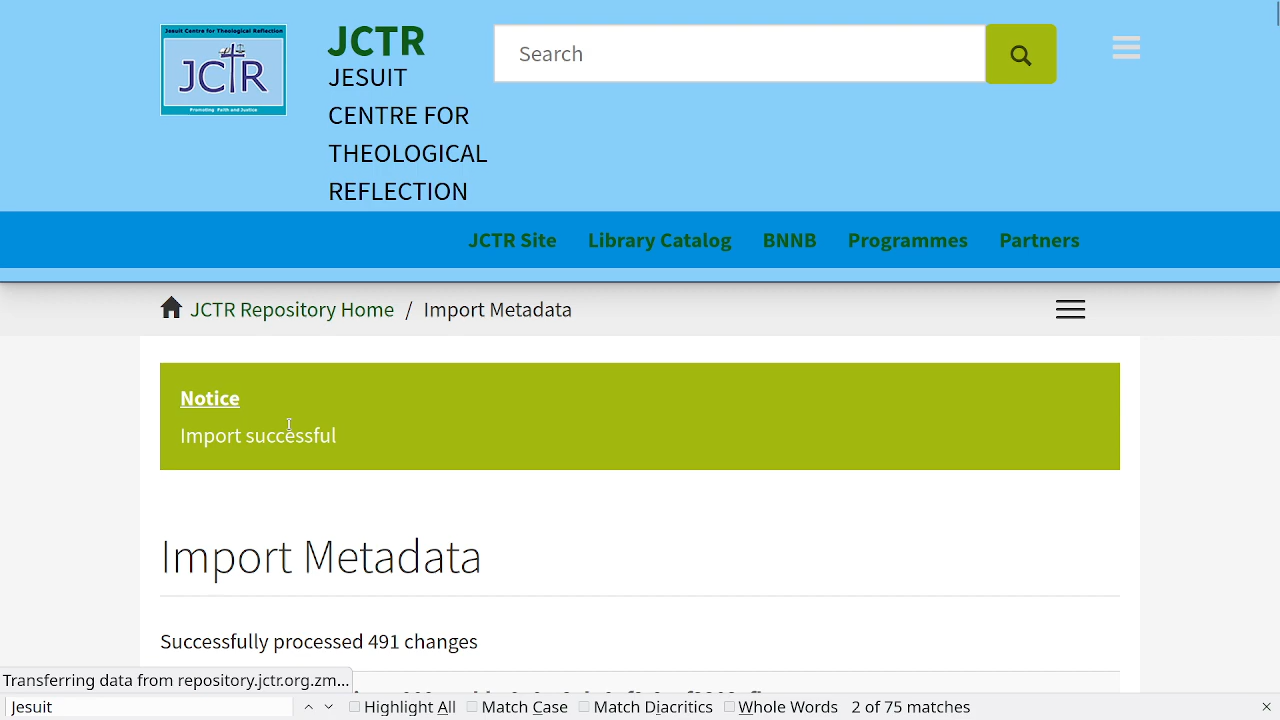 Jesuit Centre for Theological Reflection
JCTR
Promoting Faith and Justice
JCTR
JESUIT
CENTRE FOR
THEOLOGICAL
REFLECTION
Search
JCTR Site Library Catalog BNNB Programmes Partners
JCTR Repository Home / Import Metadata
Notice
Import successful
Import Metadata
Successfully processed 491 changes
Transferring data from repository.jctr.org.zm...
Jesuit Highlight All Match Case Match Diacritics Whole Words 2 of 75 matches